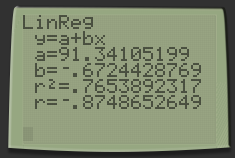 LinReg
y=a+bx
a=91.34105199
b=-.6724428769
r²=.7653892317
r=-.8748652649